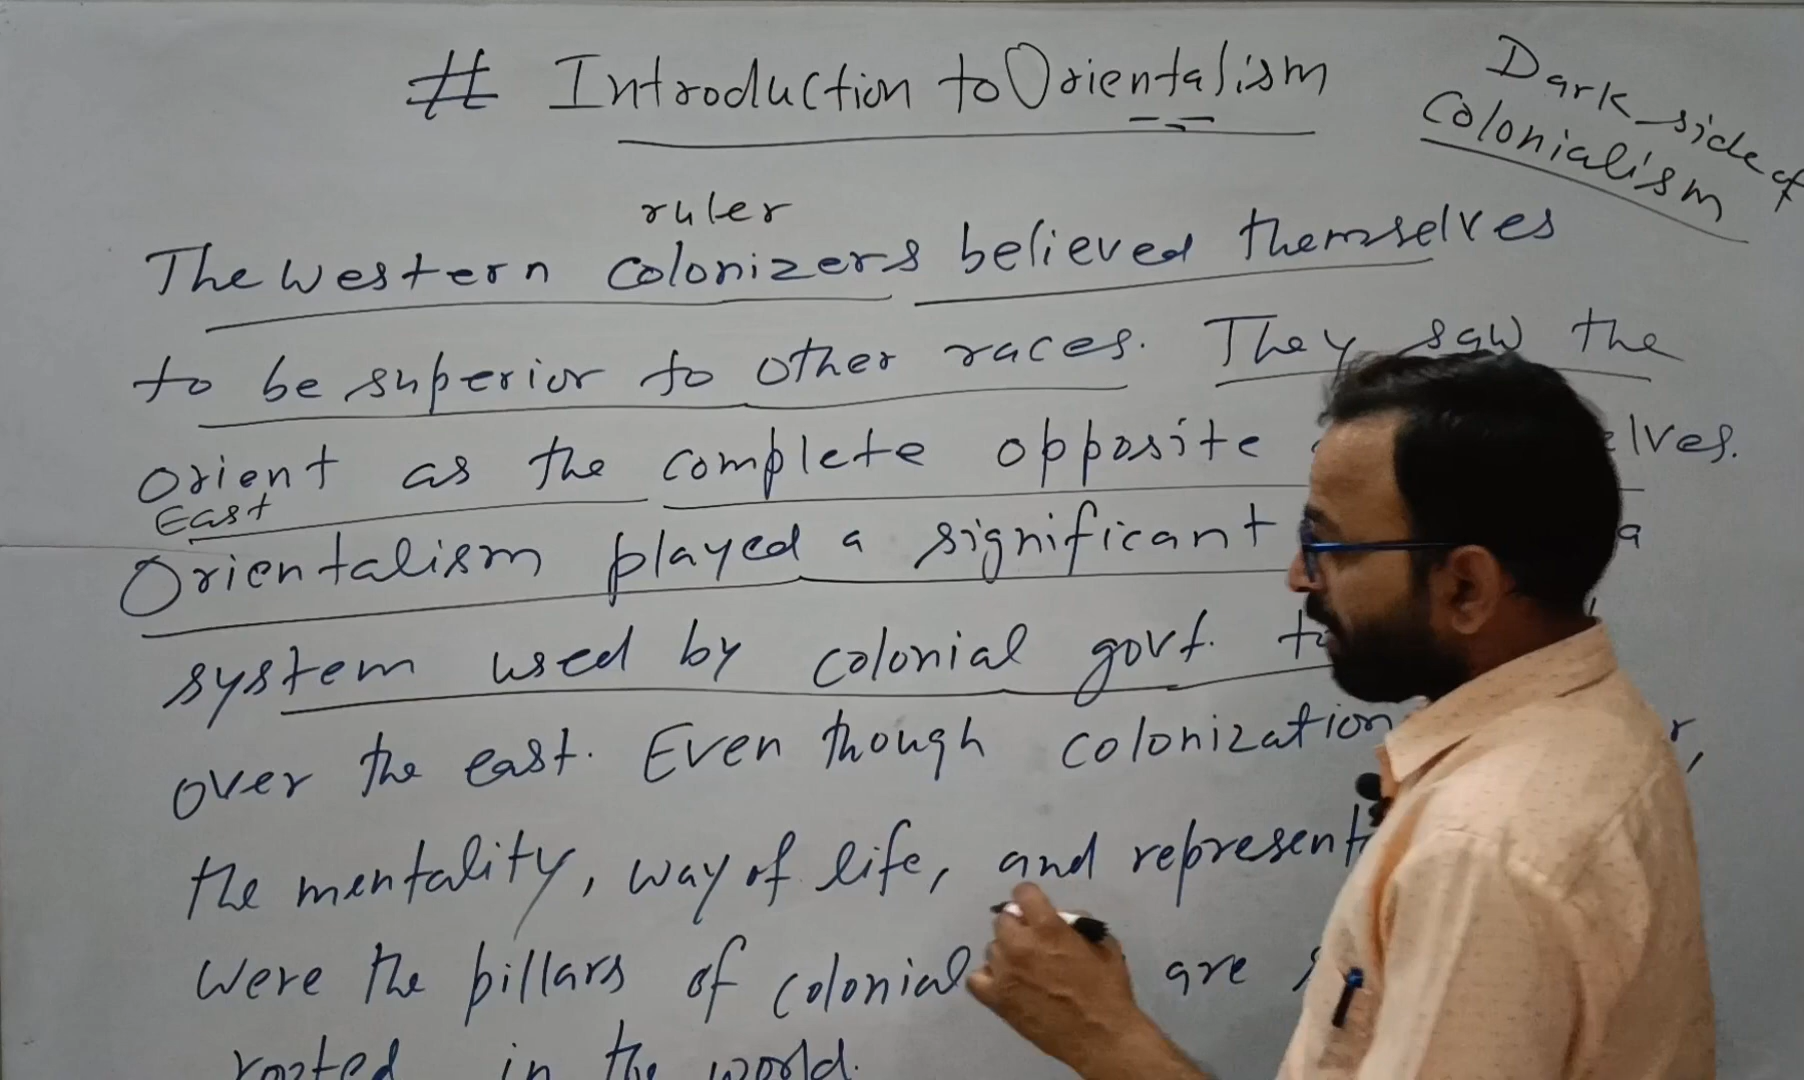 # Introduction to Orientalism
Dark side of
Colonialism
ruler
The western colonizers believed themselves
to be superior to other races. They saw the
Orient as the complete opposite
East
Orientalism played a significant a
system used by colonial govt.
over the east. Even though colonization
the mentality, way of life, and
were the pillars of colonial are
rooted in the world.